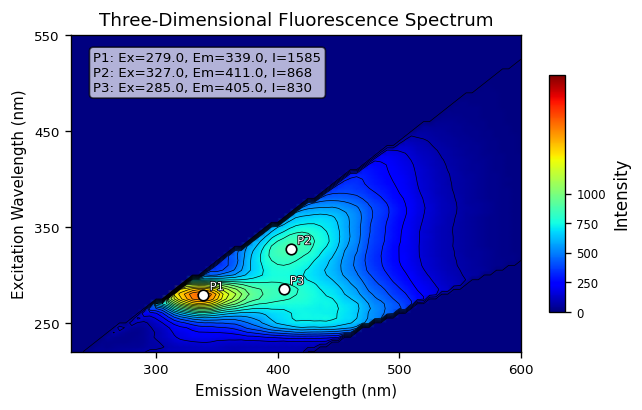 Three-Dimensional Fluorescence Spectrum
550
450
350
250
Excitation Wavelength (nm)
P1: Ex=279.0, Em=339.0, I=1585
P2: Ex=327.0, Em=411.0, I=868
P3: Ex=285.0, Em=405.0, I=830
P2
P3
P1
300
400
500
600
Emission Wavelength (nm)
1000
750
500
250
0
Intensity